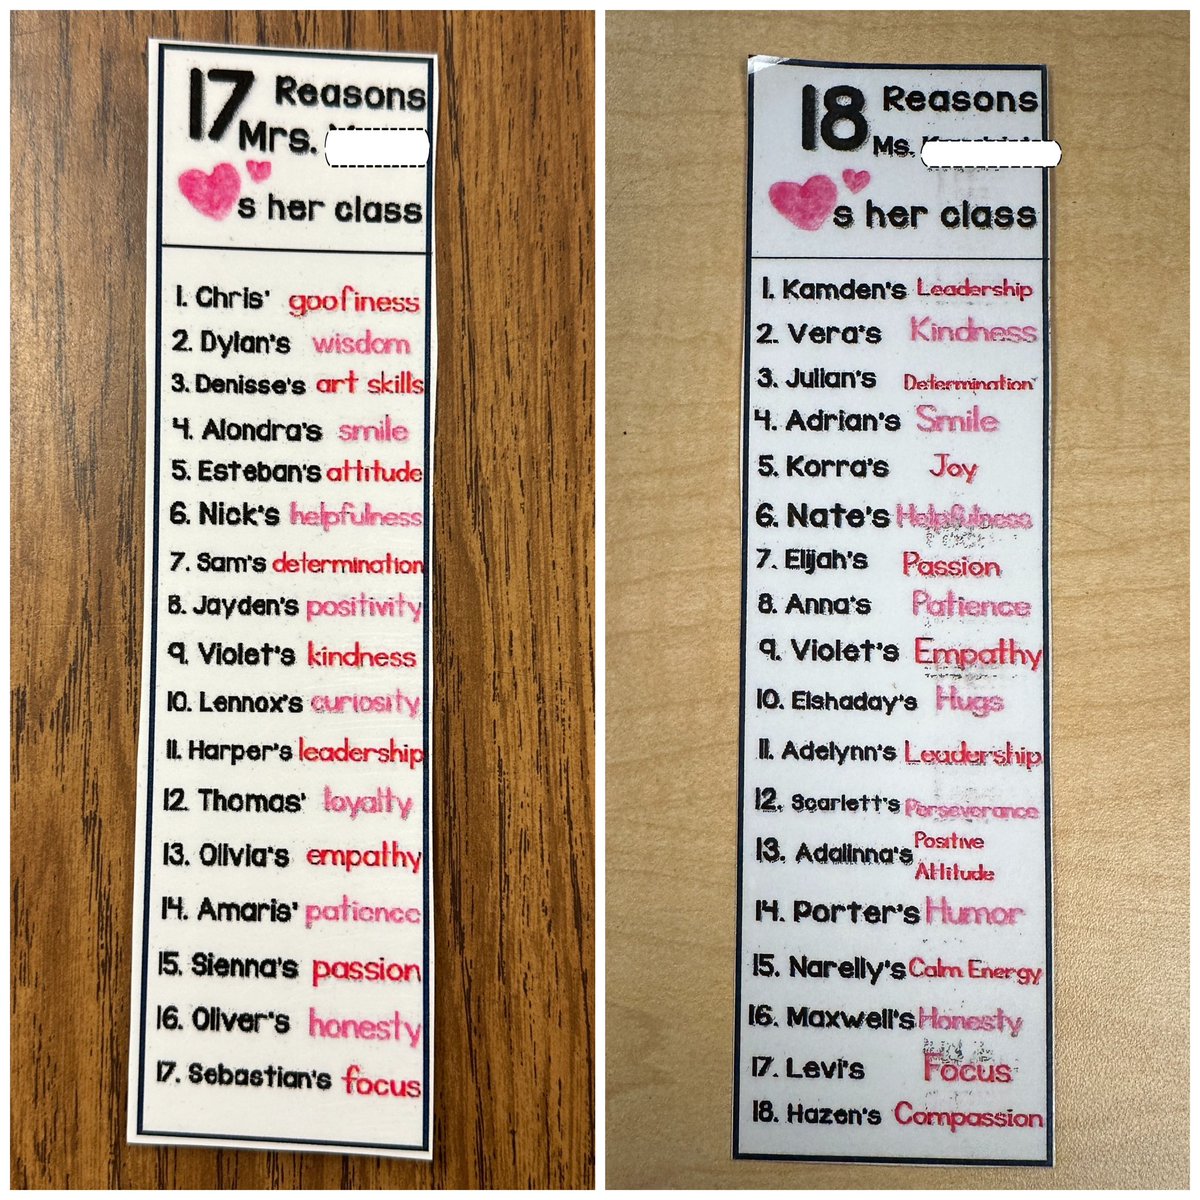 17 Reasons
Mrs.
s her class
1. Chris' goofiness
2. Dylan's wisdom
3. Denisse's art skills
4. Alondra's smile
5. Esteban's attitude
6. Nick's helpfulness
7. Sam's determination
8. Jayden's positivity
9. Violet's kindness
10. Lennox's curiosity
11. Harper's leadership
12. Thomas' loyalty
13. Olivia's empathy
14. Amaris' patience
15. Sienna's passion
16. Oliver's honesty
17. Sebastian's focus
18 Reasons
Ms.
s her class
1. Kamden's Leadership
2. Vera's Kindness
3. Julian's Determination
4. Adrian's Smile
5. Korra's Joy
6. Nate's Helpfulness
7. Elijah's Passion
8. Anna's Patience
9. Violet's Empathy
10. Elshaday's Hugs
11. Adelynn's Leadership
12. Scarlett's Perseverance
13. Adalinna's Positive
Attitude
14. Porter's Humor
15. Narelly's Calm Energy
16. Maxwell's Honesty
17. Levi's Focus
18. Hazen's Compassion